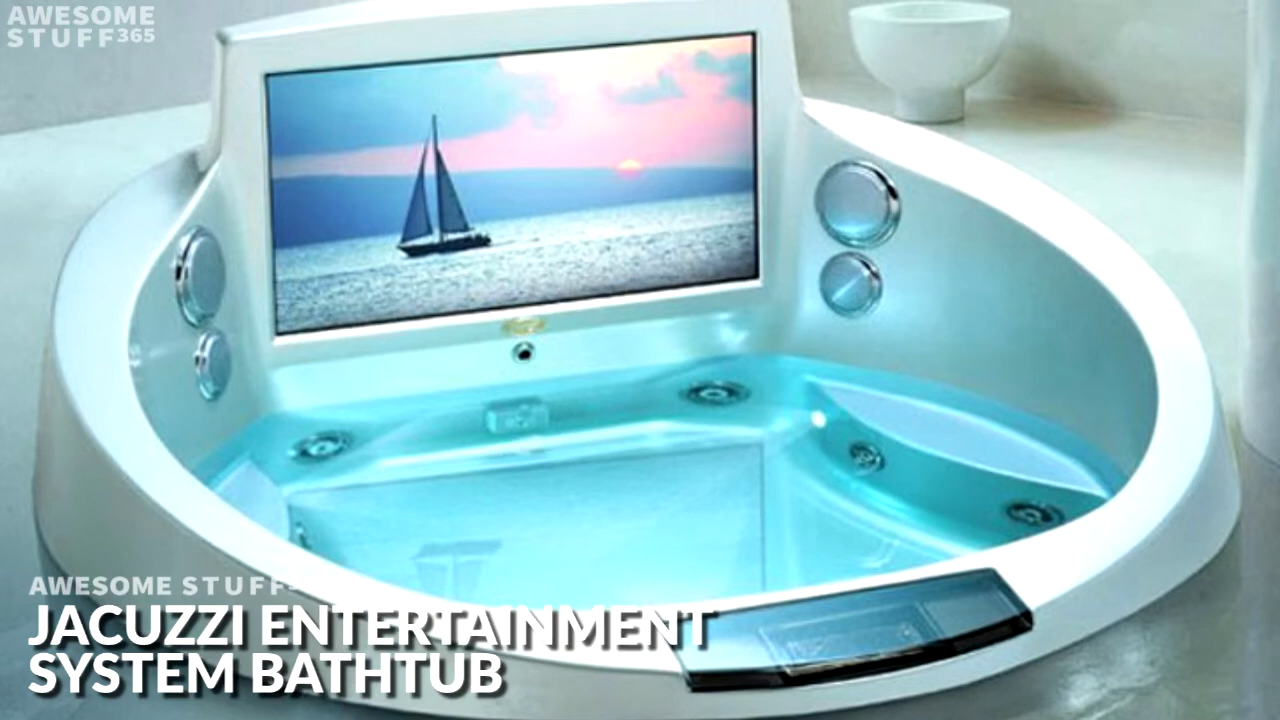 AWESOME
STUFF365
AWESOME STUFF
JACUZZI ENTERTAINMENT
SYSTEM BATHTUB